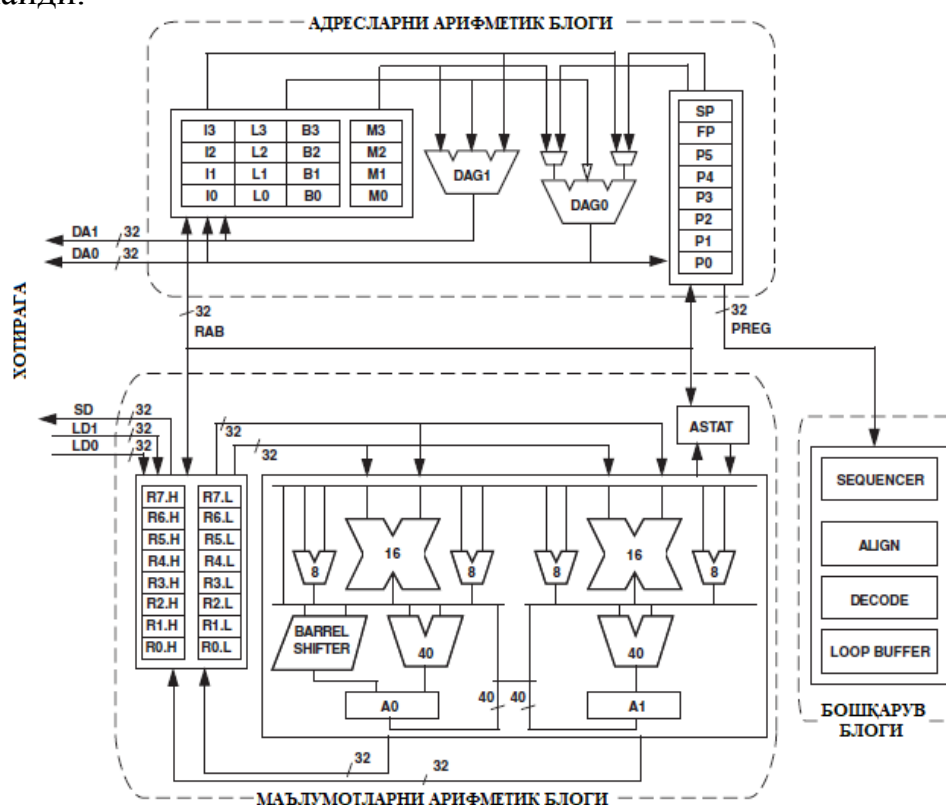 айди.
АДРЕСЛАРНИ АРИФМЕТИК БЛОГИ
I3 L3 B3 M3
I2 L2 B2 M2
I1 L1 B1 M1
I0 L0 B0 M0
DAG1
DAG0
SP
FP
P5
P4
P3
P2
P1
P0
DA1 32
DA0 32
ХОТИРАГА
32
RAB
32
PREG
SD 32
LD1 32
LD0 32
32
32
ASTAT
R7.H R7.L
R6.H R6.L
R5.H R5.L
R4.H R4.L
R3.H R3.L
R2.H R2.L
R1.H R1.L
R0.H R0.L
8 16 8 8 16 8
BARREL
SHIFTER
40
40
A0
40 40
A1
32
32
МАЪЛУМОТЛАРНИ АРИФМЕТИК БЛОГИ
SEQUENCER
ALIGN
DECODE
LOOP BUFFER
БОШҚАРУВ
БЛОГИ